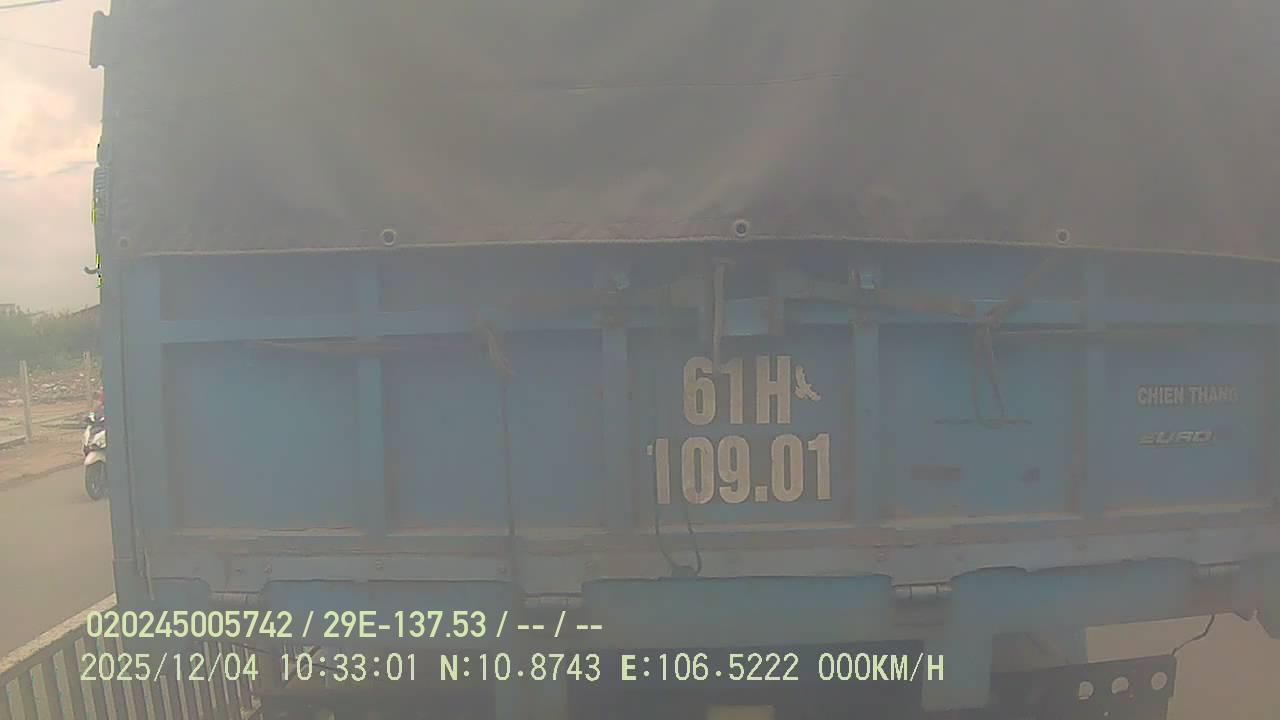 61H
109.01
CHIEN THANG
EURO
020245005742 / 29E-137.53 / -- / --
2025/12/04 10:33:01 N:10.8743 E:106.5222 000KM/H